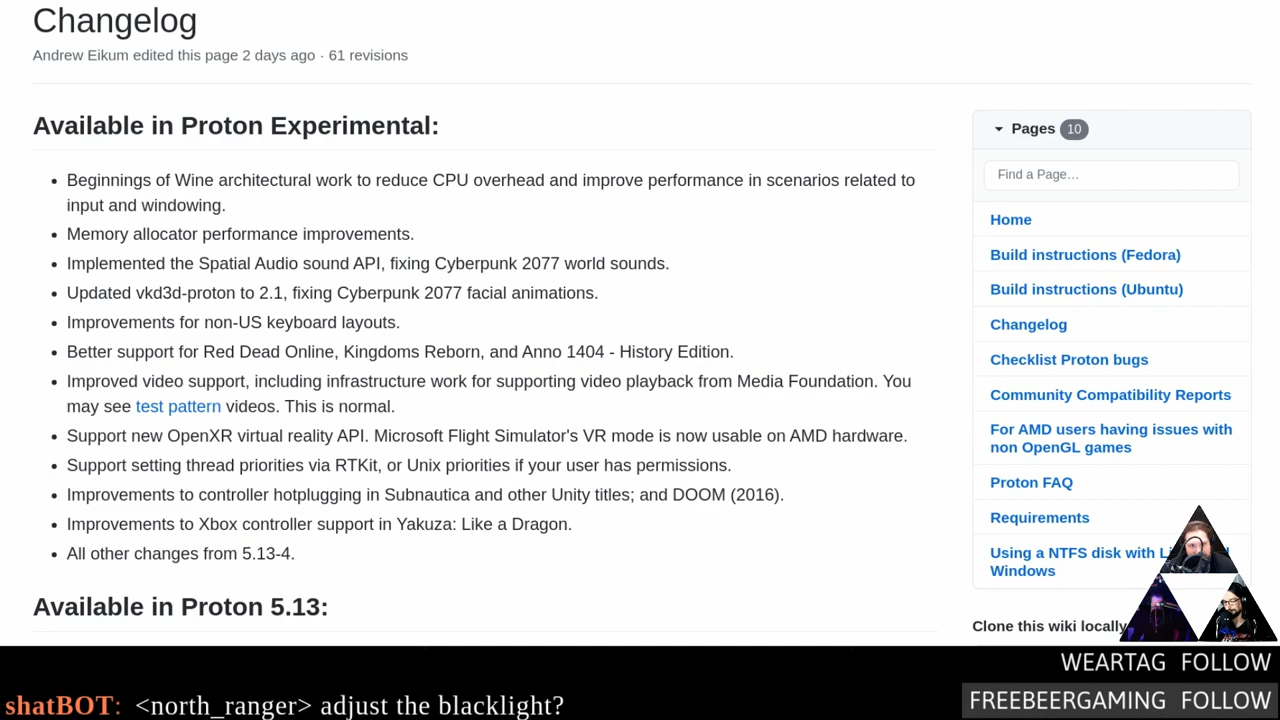 Changelog
Andrew Eikum edited this page 2 days ago · 61 revisions
Available in Proton Experimental:
• Beginnings of Wine architectural work to reduce CPU overhead and improve performance in scenarios related to
input and windowing.
• Memory allocator performance improvements.
• Implemented the Spatial Audio sound API, fixing Cyberpunk 2077 world sounds.
• Updated vkd3d-proton to 2.1, fixing Cyberpunk 2077 facial animations.
• Improvements for non-US keyboard layouts.
• Better support for Red Dead Online, Kingdoms Reborn, and Anno 1404 - History Edition.
• Improved video support, including infrastructure work for supporting video playback from Media Foundation. You
may see test pattern videos. This is normal.
• Support new OpenXR virtual reality API. Microsoft Flight Simulator's VR mode is now usable on AMD hardware.
• Support setting thread priorities via RTKit, or Unix priorities if your user has permissions.
• Improvements to controller hotplugging in Subnautica and other Unity titles; and DOOM (2016).
• Improvements to Xbox controller support in Yakuza: Like a Dragon.
• All other changes from 5.13-4.
Available in Proton 5.13:
Pages 10
Find a Page…
Home
Build instructions (Fedora)
Build instructions (Ubuntu)
Changelog
Checklist Proton bugs
Community Compatibility Reports
For AMD users having issues with
non OpenGL games
Proton FAQ
Requirements
Using a NTFS disk with
Windows
Clone this wiki locally
WEARTAG FOLLOW
FREEBEERGAMING FOLLOW
shatBOT: <north_ranger> adjust the blacklight?